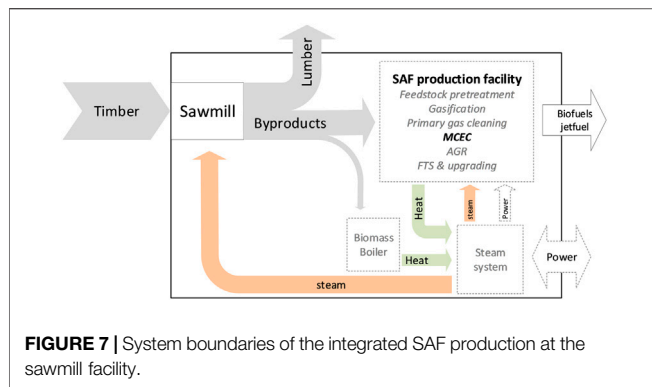 Lumber
Timber
Sawmill
Byproducts
SAF production facility
Feedstock pretreatment
Gasification
Primary gas cleaning
MCEC
AGR
FTS & upgrading
Biofuels
jetfuel
Heat
steam
Power
Biomass
Boiler
Heat
Steam
system
Power
steam
FIGURE 7 | System boundaries of the integrated SAF production at the
sawmill facility.